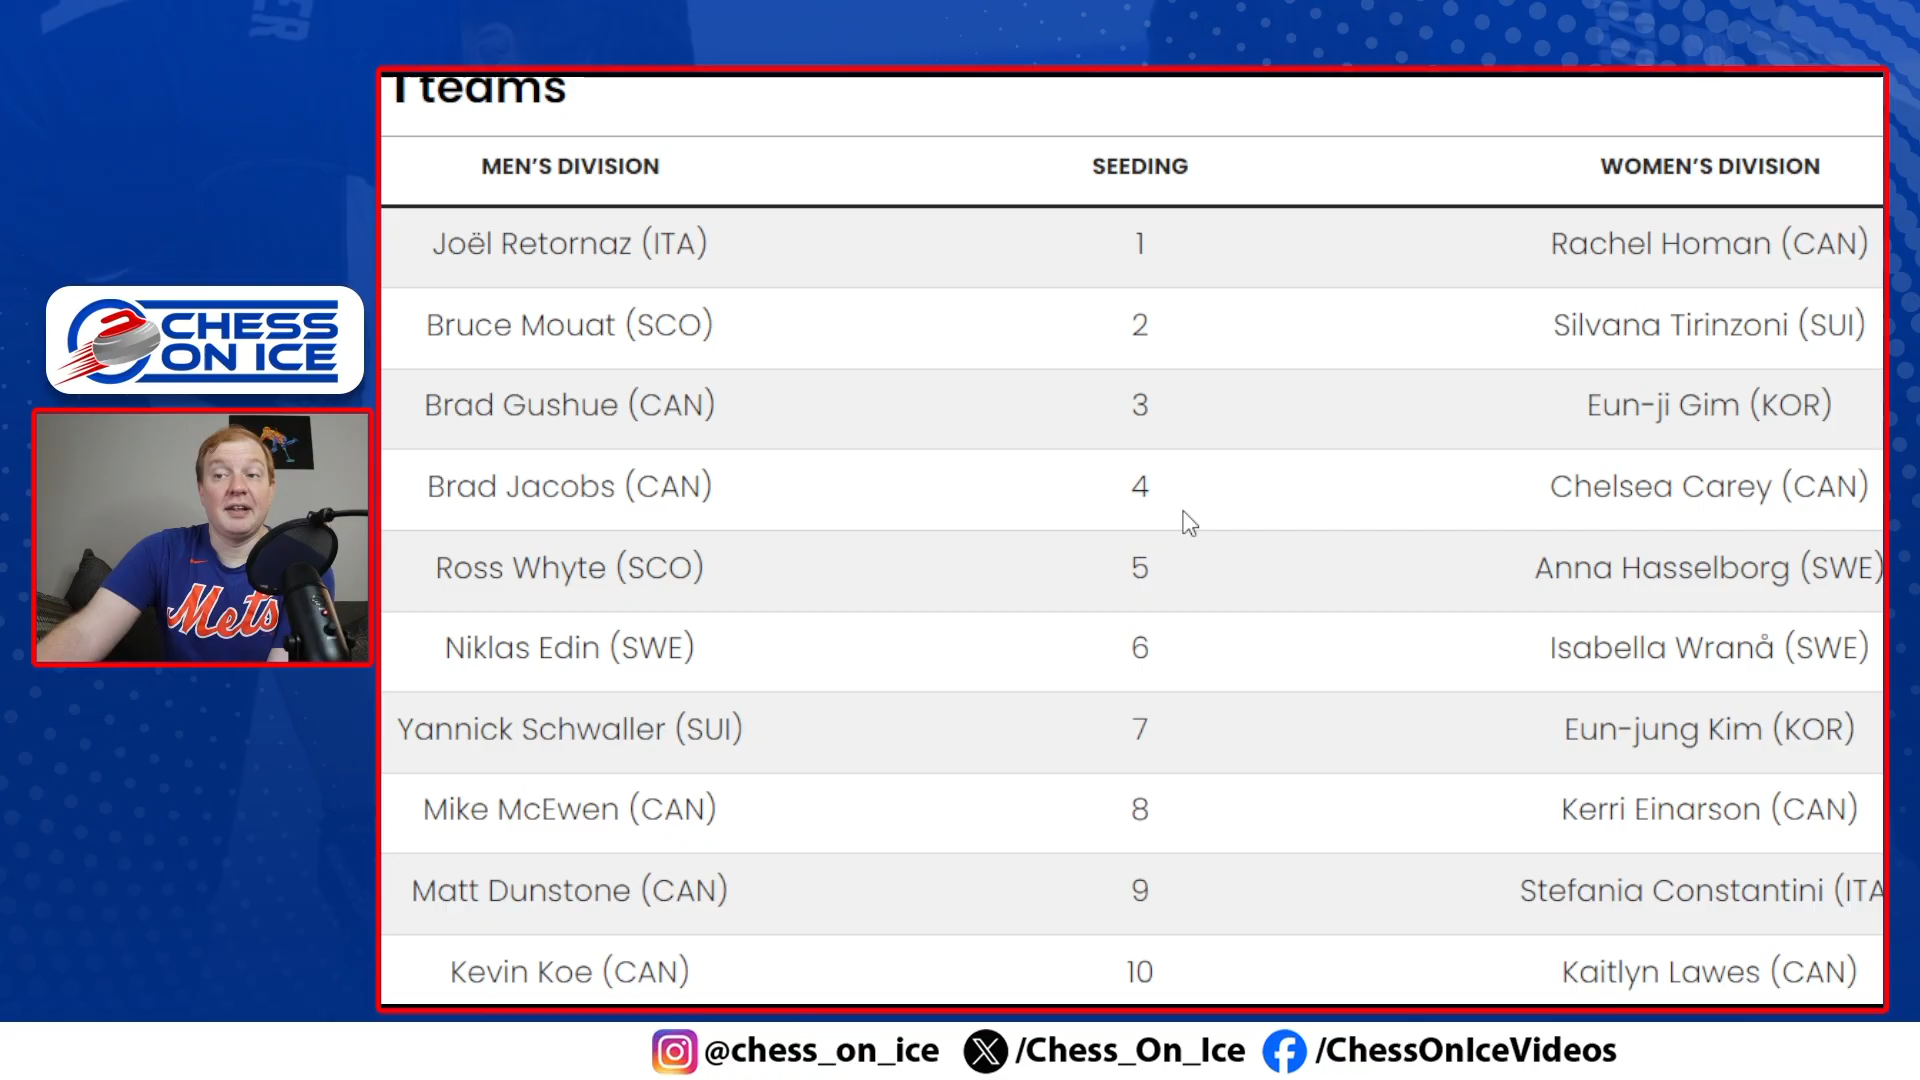 1 teams
MEN'S DIVISION SEEDING WOMEN'S DIVISION
Joël Retornaz (ITA) 1 Rachel Homan (CAN)
Bruce Mouat (SCO) 2 Silvana Tirinzoni (SUI)
Brad Gushue (CAN) 3 Eun-ji Gim (KOR)
Brad Jacobs (CAN) 4 Chelsea Carey (CAN)
Ross Whyte (SCO) 5 Anna Hasselborg (SWE)
Niklas Edin (SWE) 6 Isabella Wranå (SWE)
Yannick Schwaller (SUI) 7 Eun-jung Kim (KOR)
Mike McEwen (CAN) 8 Kerri Einarson (CAN)
Matt Dunstone (CAN) 9 Stefania Constantini (ITA
Kevin Koe (CAN) 10 Kaitlyn Lawes (CAN)
CHESS
ON ICE
Mets
@chess_on_ice /Chess_On_Ice /ChessOnIceVideos